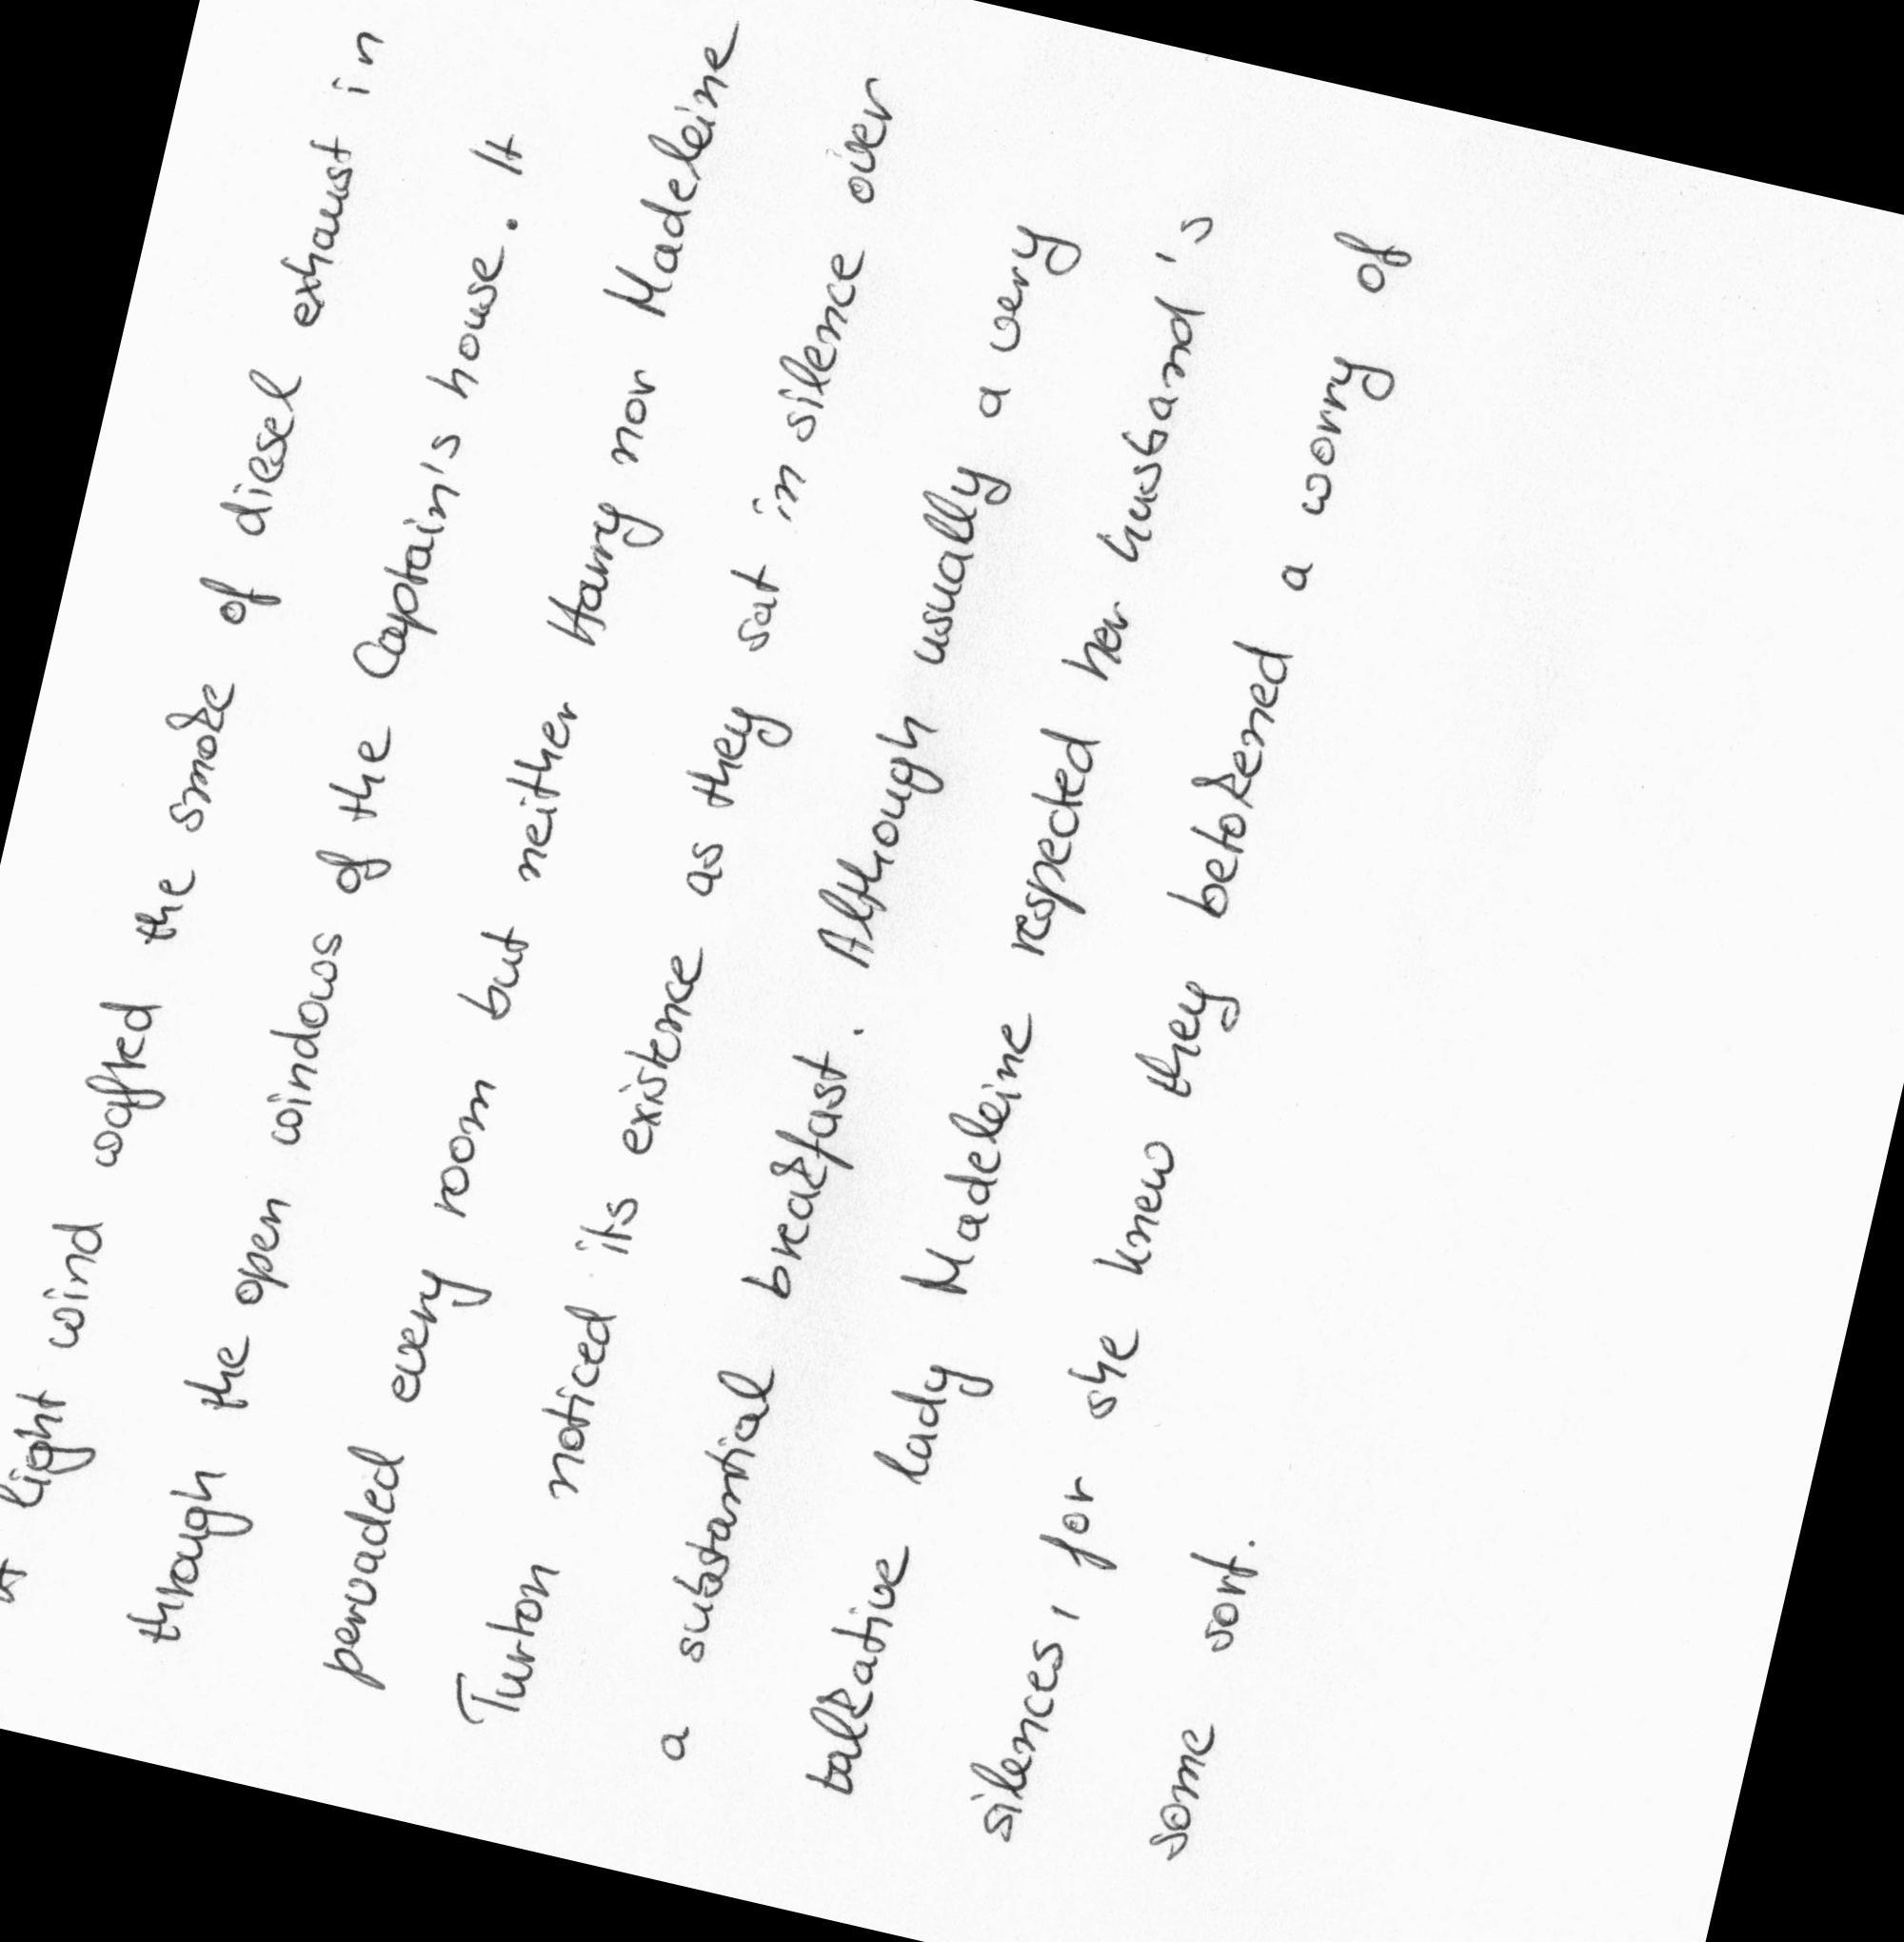 light wind wafted the smoke of diesel exhaust in
through the open windows of the Captain's house. It
pervaded every room but neither Harry nor Madeleine
Turton noticed its existence as they sat in silence over
a substantial breakfast. Although usually a very
talkative lady Madeleine respected her husband's
silences, for she knew they betokened a worry of
some sort.